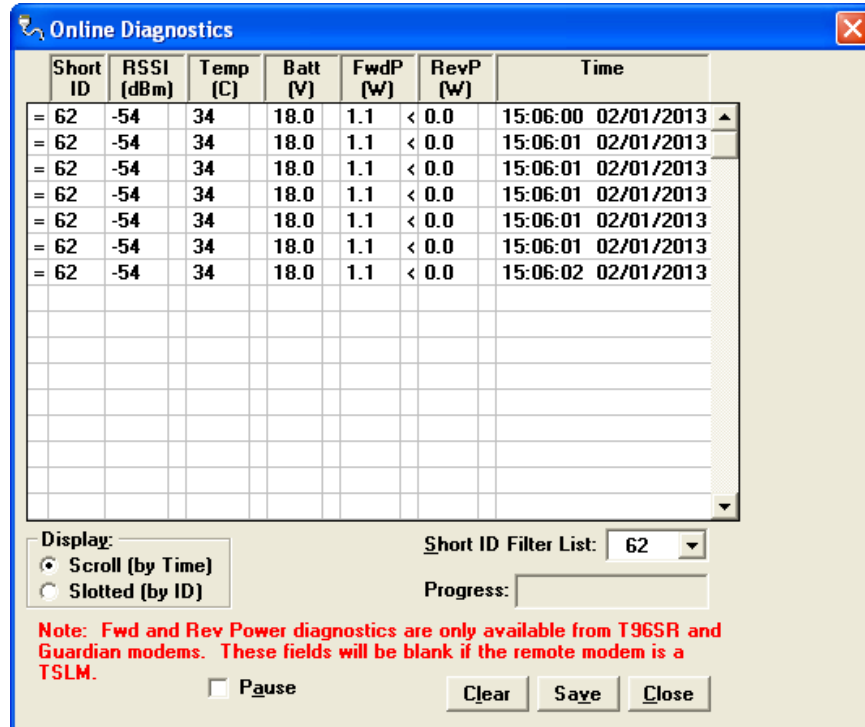 Online Diagnostics
Short ID RSSI (dBm) Temp (C) Batt (V) FwdP (W) RevP (W) Time
= 62 -54 34 18.0 1.1 < 0.0 15:06:00 02/01/2013
= 62 -54 34 18.0 1.1 < 0.0 15:06:01 02/01/2013
= 62 -54 34 18.0 1.1 < 0.0 15:06:01 02/01/2013
= 62 -54 34 18.0 1.1 < 0.0 15:06:01 02/01/2013
= 62 -54 34 18.0 1.1 < 0.0 15:06:01 02/01/2013
= 62 -54 34 18.0 1.1 < 0.0 15:06:01 02/01/2013
= 62 -54 34 18.0 1.1 < 0.0 15:06:02 02/01/2013
Display:
Scroll (by Time)
Slotted (by ID)
Short ID Filter List: 62
Progress:
Note: Fwd and Rev Power diagnostics are only available from T96SR and
Guardian modems. These fields will be blank if the remote modem is a
TSLM.
Pause
Clear Save Close